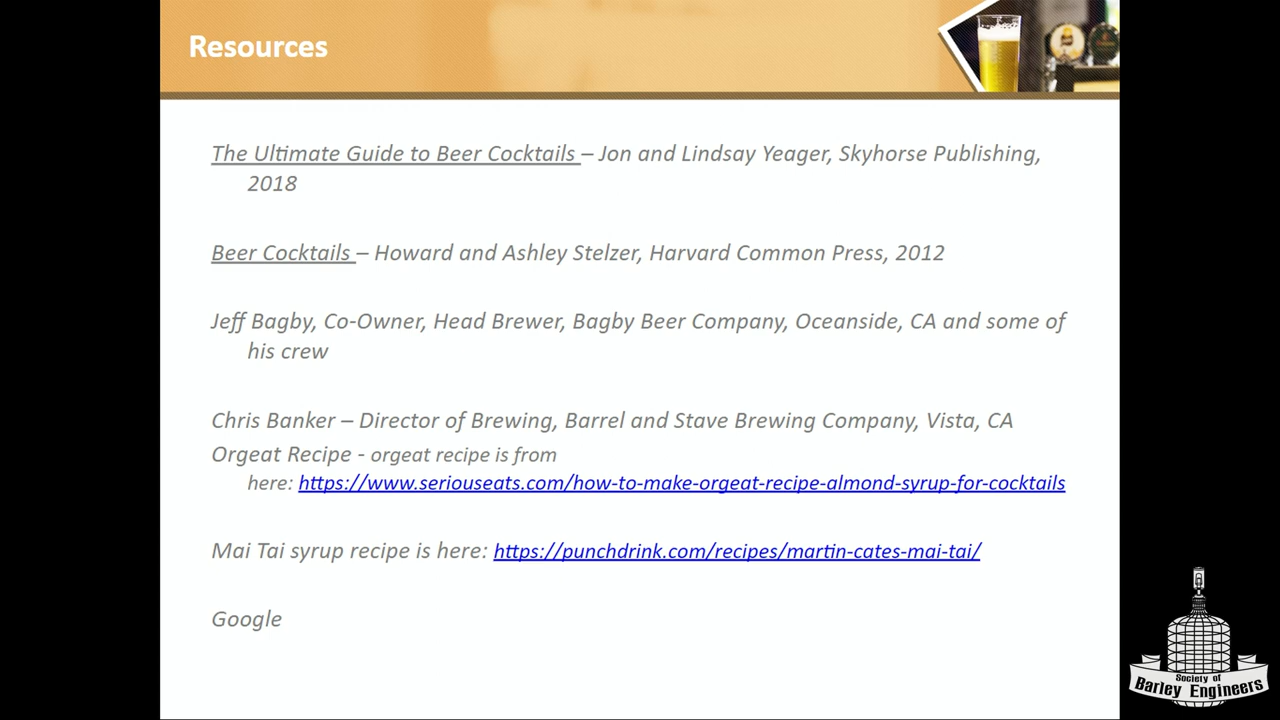 Resources
The Ultimate Guide to Beer Cocktails – Jon and Lindsay Yeager, Skyhorse Publishing,
2018
Beer Cocktails – Howard and Ashley Stelzer, Harvard Common Press, 2012
Jeff Bagby, Co-Owner, Head Brewer, Bagby Beer Company, Oceanside, CA and some of
his crew
Chris Banker – Director of Brewing, Barrel and Stave Brewing Company, Vista, CA
Orgeat Recipe - orgeat recipe is from
here: https://www.seriouseats.com/how-to-make-orgeat-recipe-almond-syrup-for-cocktails
Mai Tai syrup recipe is here: https://punchdrink.com/recipes/martin-cates-mai-tai/
Google
Society of
Barley Engineers